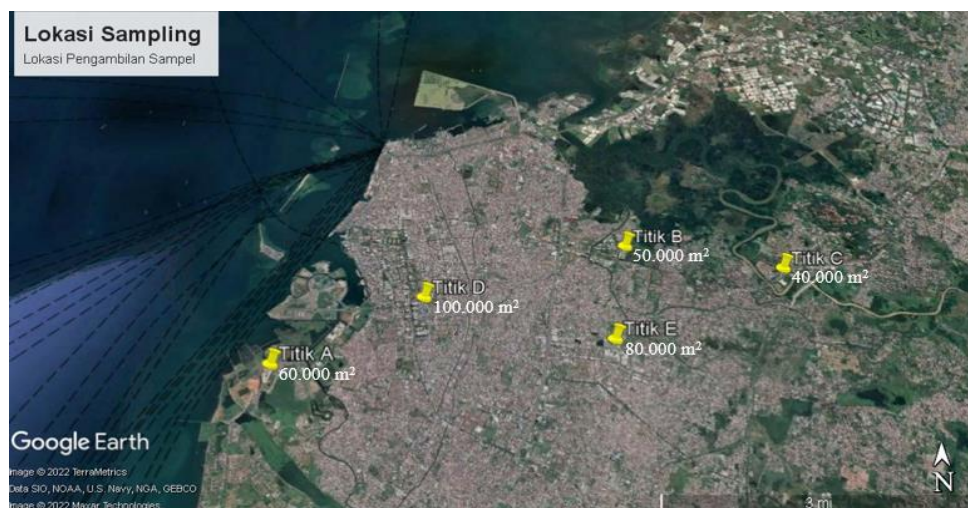 Lokasi Sampling
Lokasi Pengambilan Sampel
Titik B
50.000 m²
Titik C
40.000 m²
Titik D
100.000 m²
Titik E
80.000 m²
Titik A
60.000 m²
Google Earth
Image © 2022 TerraMetrics
Data SIO, NOAA, U.S. Navy, NGA, GEBCO
Image © 2022 Maxar Technologies
N
3 mi